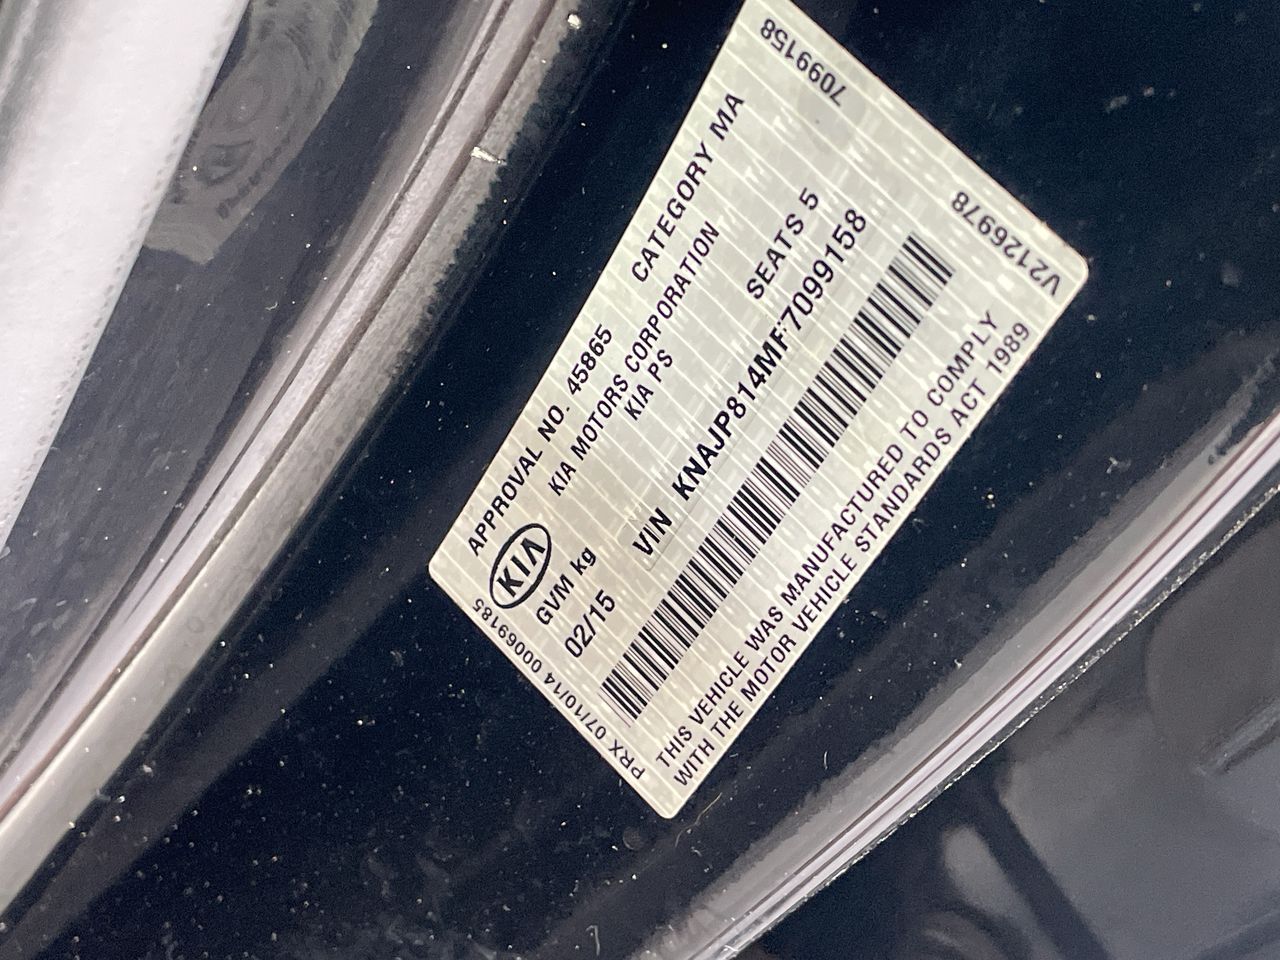 APPROVAL NO. 45865 CATEGORY MA
KIA MOTORS CORPORATION
KIA KIA PS
GVM kg SEATS 5
02/15 VIN KNAJP814MF7099158
THIS VEHICLE WAS MANUFACTURED TO COMPLY
WITH THE MOTOR VEHICLE STANDARDS ACT 1989
PRX 07/10/14 00069185
7099158
V2126978